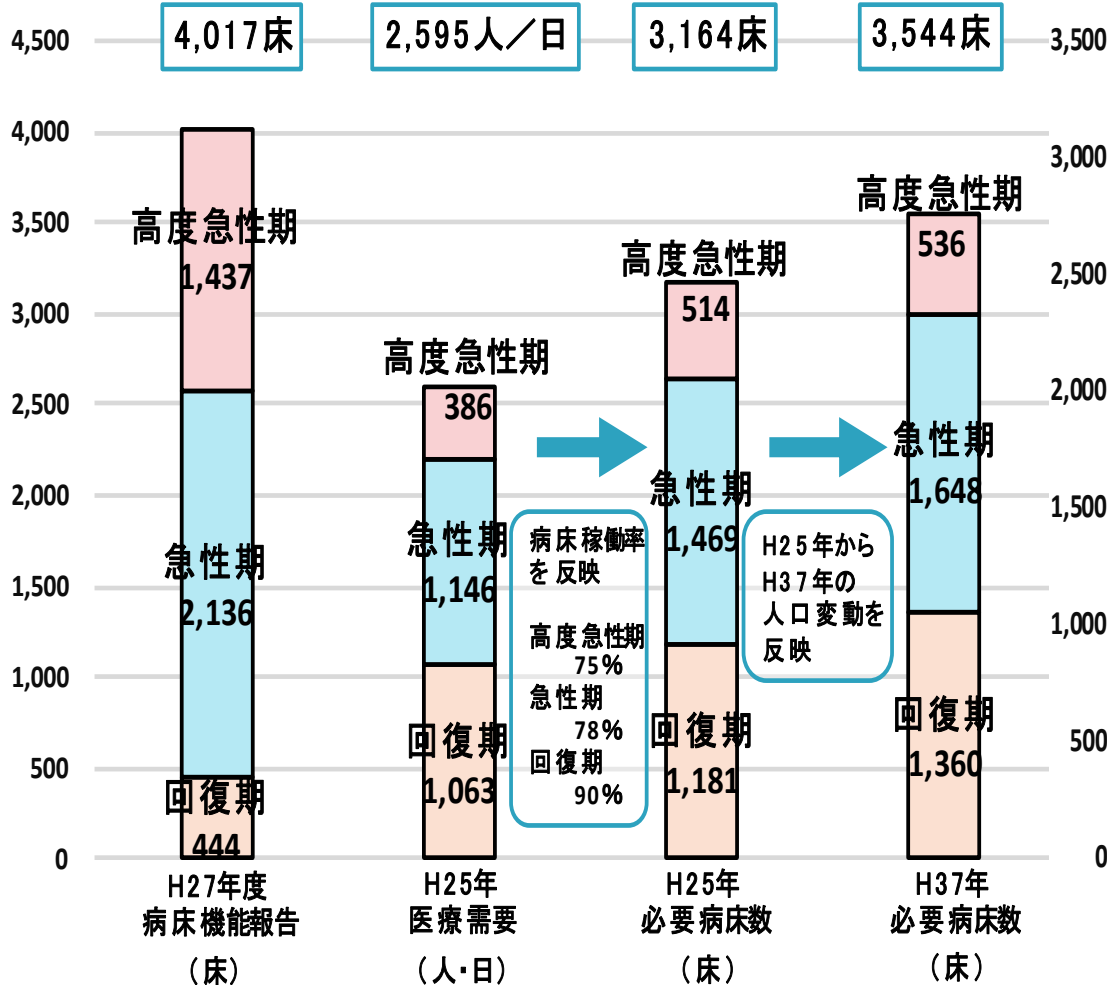 4,017床
2,595人／日
3,164床
3,544床
4,500
4,000
3,500
3,000
2,500
2,000
1,500
1,000
500
0
3,500
3,000
2,500
2,000
1,500
1,000
500
0
高度急性期
1,437
急性期
2,136
回復期
444
高度急性期
386
急性期
1,146
回復期
1,063
病床稼働率
を反映
高度急性期
75%
急性期
78%
回復期
90%
高度急性期
514
急性期
1,469
回復期
1,181
H25年から
H37年の
人口変動を
反映
高度急性期
536
急性期
1,648
回復期
1,360
H27年度
病床機能報告
（床）
H25年
医療需要
（人・日）
H25年
必要病床数
（床）
H37年
必要病床数
（床）